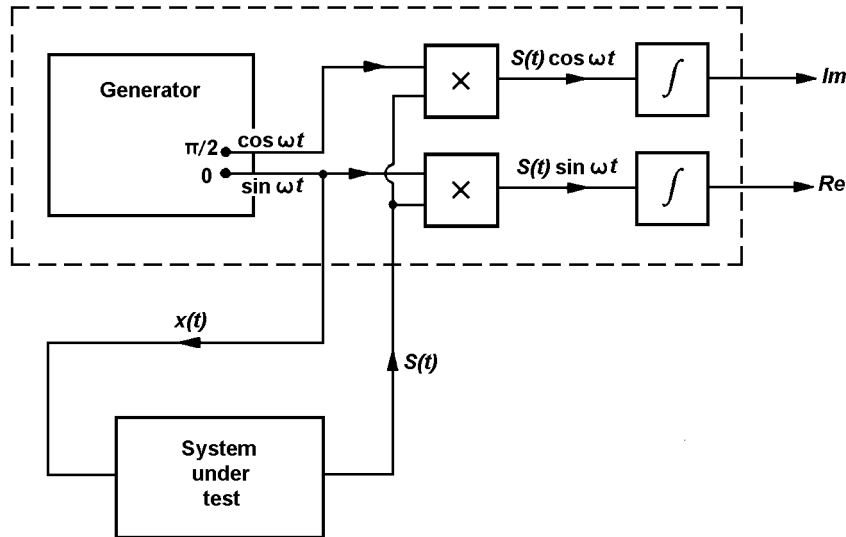 Generator
π/2
cos ωt
0
sin ωt
×
S(t) cos ωt
∫
Im
×
S(t) sin ωt
∫
Re
x(t)
S(t)
System
under
test